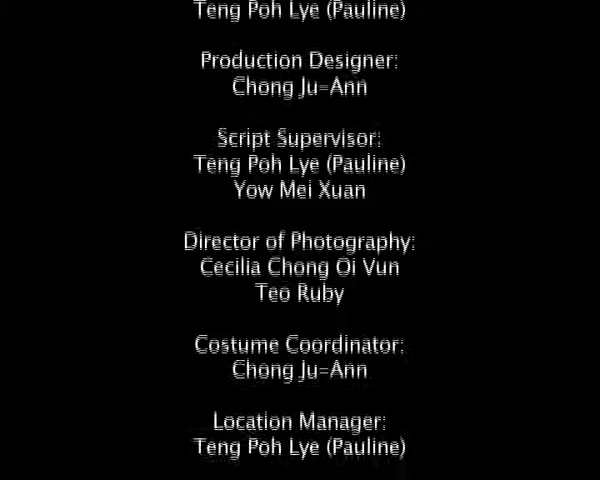 Teng Poh Lye (Pauline)
Production Designer:
Chong Ju-Ann
Script Supervisor:
Teng Poh Lye (Pauline)
Yow Mei Xuan
Director of Photography:
Cecilia Chong Oi Vun
Teo Ruby
Costume Coordinator:
Chong Ju-Ann
Location Manager:
Teng Poh Lye (Pauline)